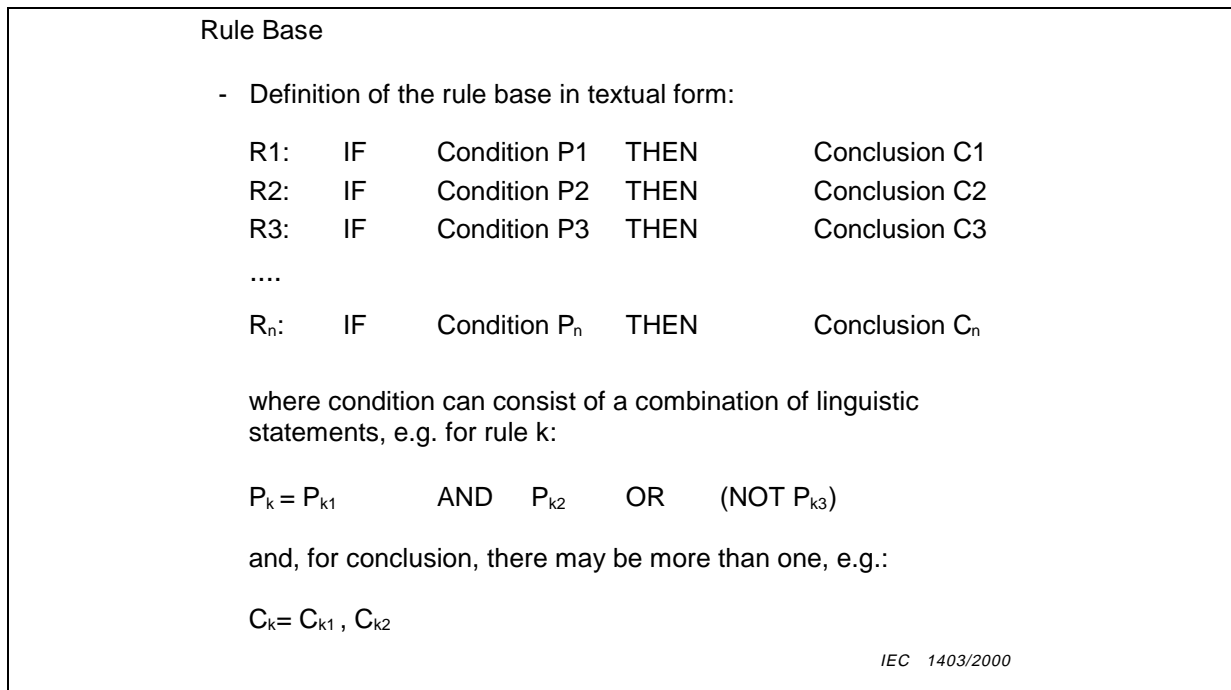 Rule Base
- Definition of the rule base in textual form:
R1: IF Condition P1 THEN Conclusion C1
R2: IF Condition P2 THEN Conclusion C2
R3: IF Condition P3 THEN Conclusion C3
....
Rn: IF Condition Pn THEN Conclusion Cn
where condition can consist of a combination of linguistic
statements, e.g. for rule k:
Pk = Pk1 AND Pk2 OR (NOT Pk3)
and, for conclusion, there may be more than one, e.g.:
Ck= Ck1 , Ck2
IEC 1403/2000